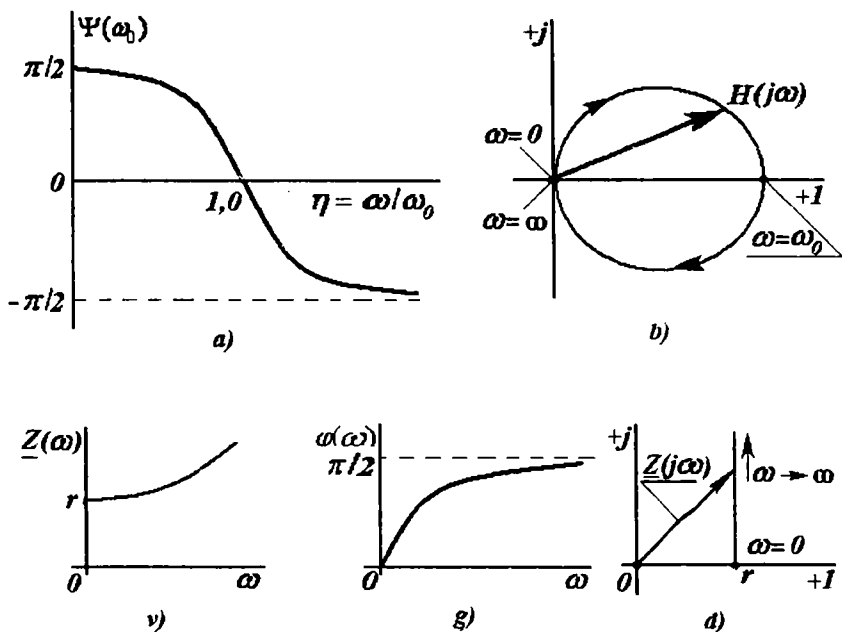 Ψ(ω₀)
π/2
0
1,0
η = ω/ω₀
-π/2
a)
+j
H(jω)
ω=0
ω=∞
+1
ω=ω₀
b)
Z(ω)
r
0
ω
v)
φ(ω)
π/2
0
ω
g)
+j
Z(jω)
ω → ∞
ω=0
0
r
+1
d)